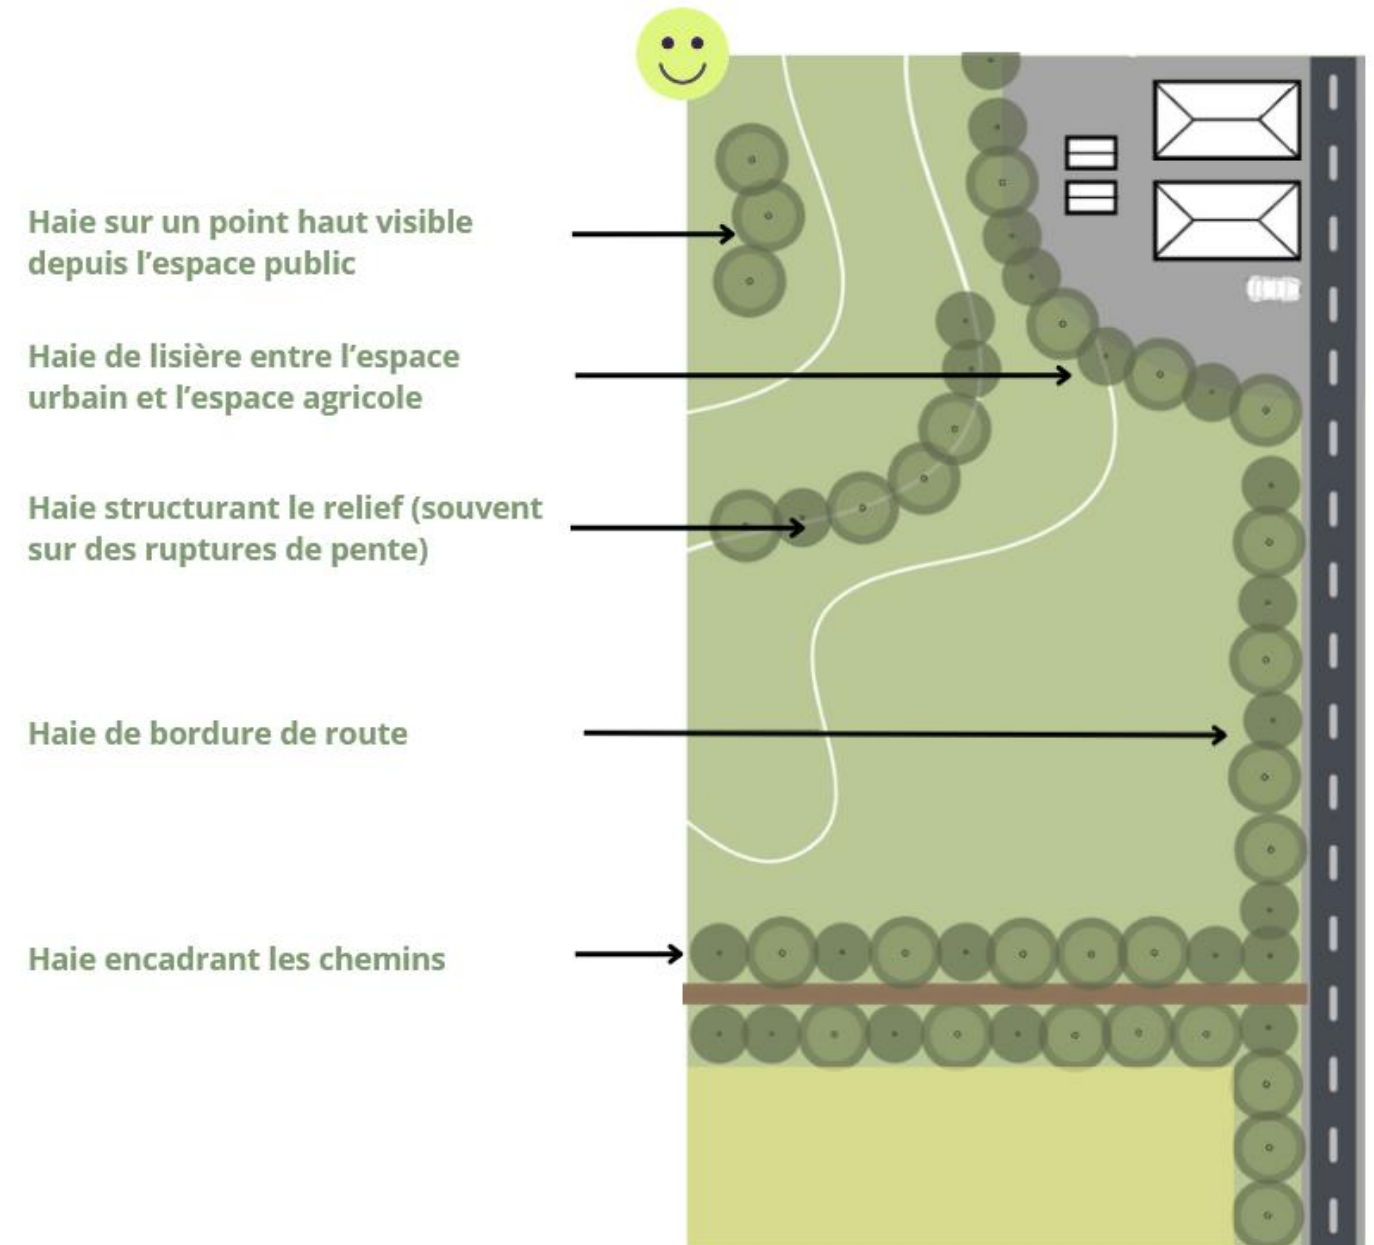 Haie sur un point haut visible
depuis l’espace public
Haie de lisière entre l’espace
urbain et l’espace agricole
Haie structurant le relief (souvent
sur des ruptures de pente)
Haie de bordure de route
Haie encadrant les chemins